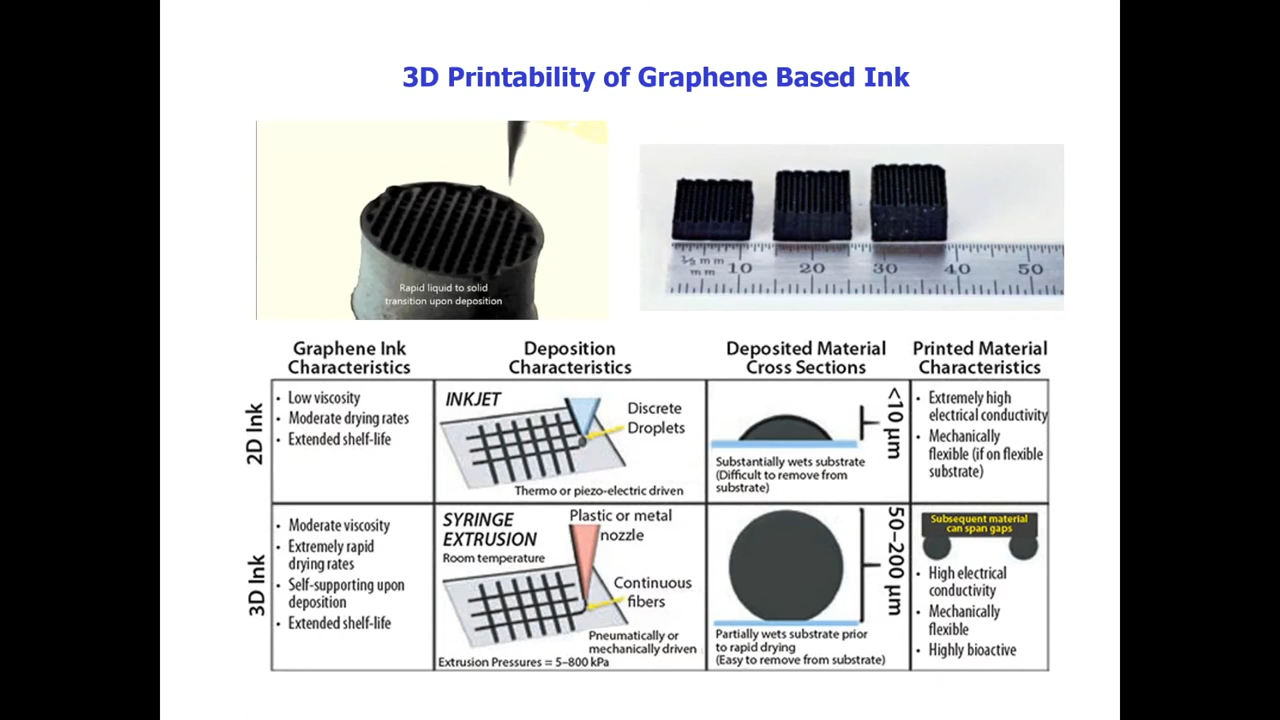 3D Printability of Graphene Based Ink
Rapid liquid to solid
transition upon deposition
½ mm
mm 10 20 30 40 50
Graphene Ink
Characteristics
Deposition
Characteristics
Deposited Material
Cross Sections
Printed Material
Characteristics
2D Ink
• Low viscosity
• Moderate drying rates
• Extended shelf-life
INKJET
Discrete
Droplets
Thermo or piezo-electric driven
<10 µm
Substantially wets substrate
(Difficult to remove from
substrate)
• Extremely high
electrical conductivity
• Mechanically
flexible (if on flexible
substrate)
3D Ink
• Moderate viscosity
• Extremely rapid
drying rates
• Self-supporting upon
deposition
• Extended shelf-life
SYRINGE
EXTRUSION
Room temperature
Plastic or metal
nozzle
Continuous
fibers
Pneumatically or
mechanically driven
Extrusion Pressures = 5–800 kPa
50–200 µm
Partially wets substrate prior
to rapid drying
(Easy to remove from substrate)
Subsequent material
can span gaps
• High electrical
conductivity
• Mechanically
flexible
• Highly bioactive